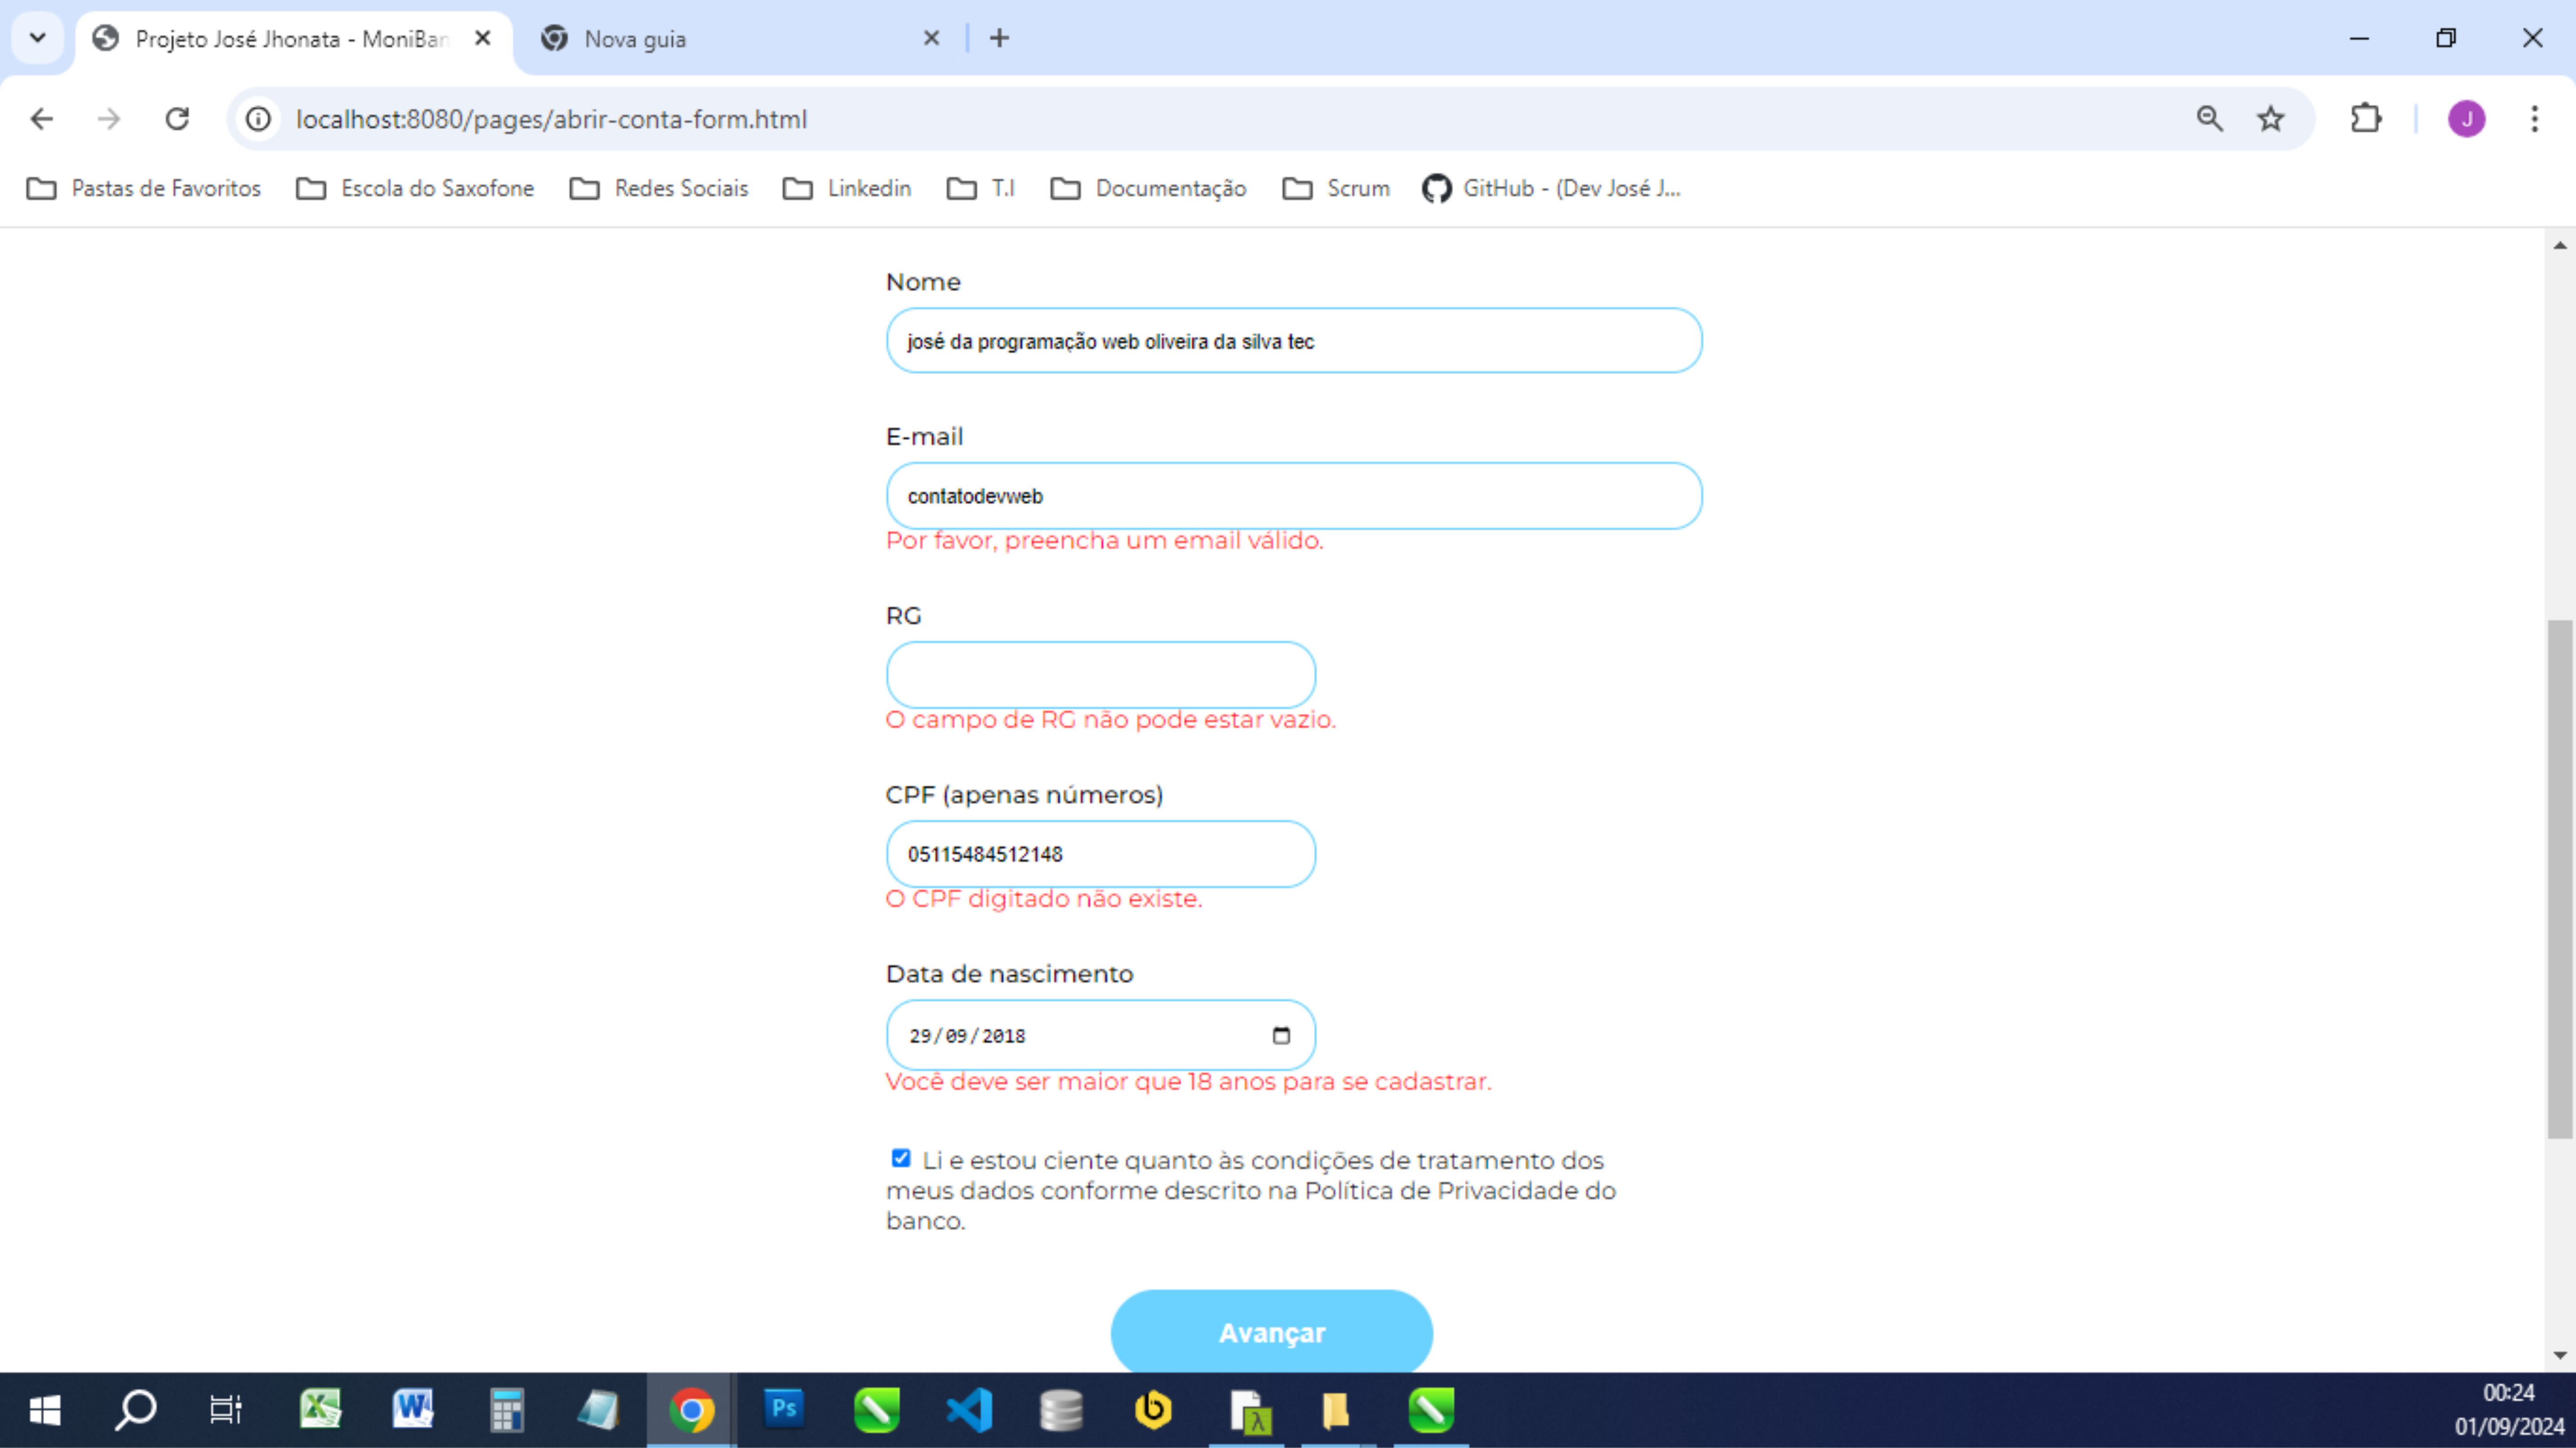 Projeto José Jhonata - MoniBan
Nova guia
localhost:8080/pages/abrir-conta-form.html
J
Pastas de Favoritos
Escola do Saxofone
Redes Sociais
Linkedin
T.I
Documentação
Scrum
GitHub - (Dev José J...
Nome
josé da programação web oliveira da silva tec
E-mail
contatodevweb
Por favor, preencha um email válido.
RG
O campo de RG não pode estar vazio.
CPF (apenas números)
05115484512148
O CPF digitado não existe.
Data de nascimento
29/09/2018
Você deve ser maior que 18 anos para se cadastrar.
Li e estou ciente quanto às condições de tratamento dos
meus dados conforme descrito na Política de Privacidade do
banco.
Avançar
Ps
00:24
01/09/2024